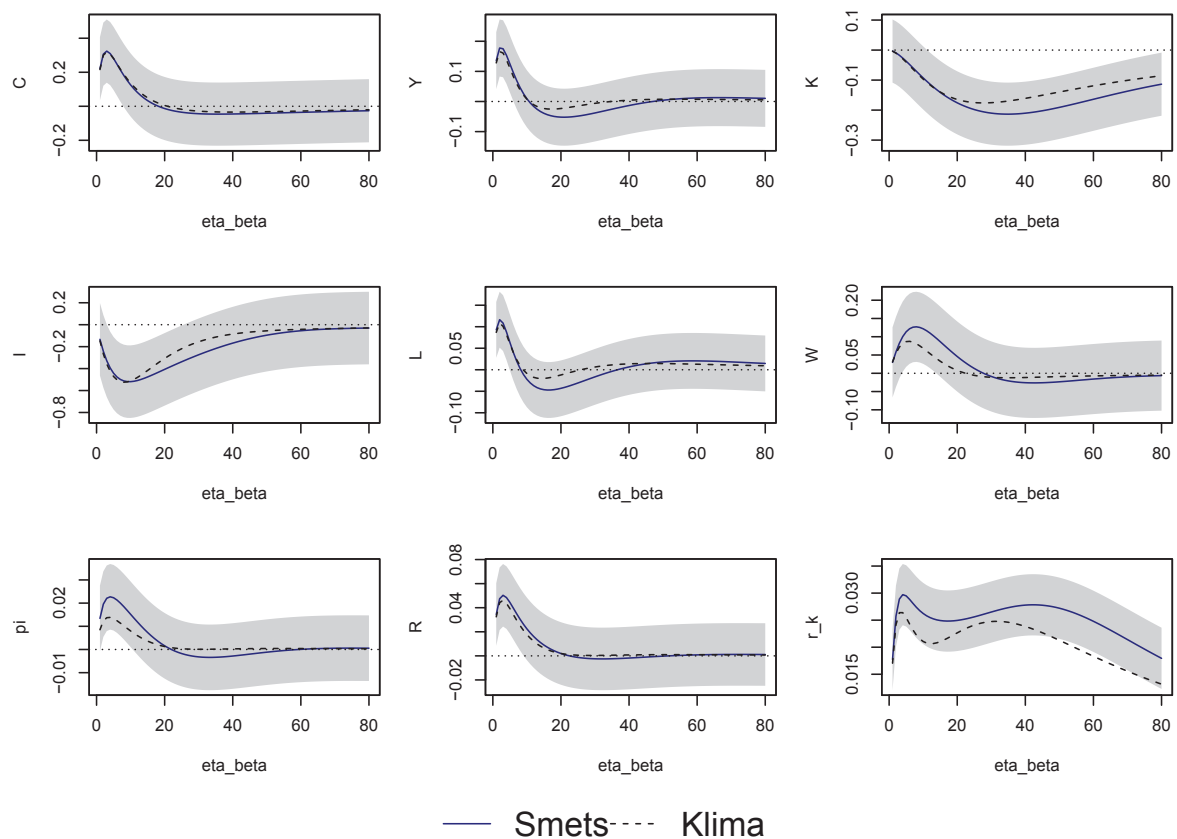 C
0.2
−0.2
0 20 40 60 80
eta_beta
Y
0.1
−0.1
0 20 40 60 80
eta_beta
K
0.1
−0.1
−0.3
0 20 40 60 80
eta_beta
I
0.2
−0.2
−0.8
0 20 40 60 80
eta_beta
L
0.05
−0.10
0 20 40 60 80
eta_beta
W
0.20
0.05
−0.10
0 20 40 60 80
eta_beta
pi
0.02
−0.01
0 20 40 60 80
eta_beta
R
0.08
0.04
−0.02
0 20 40 60 80
eta_beta
r_k
0.030
0.015
0 20 40 60 80
eta_beta
Smets Klima